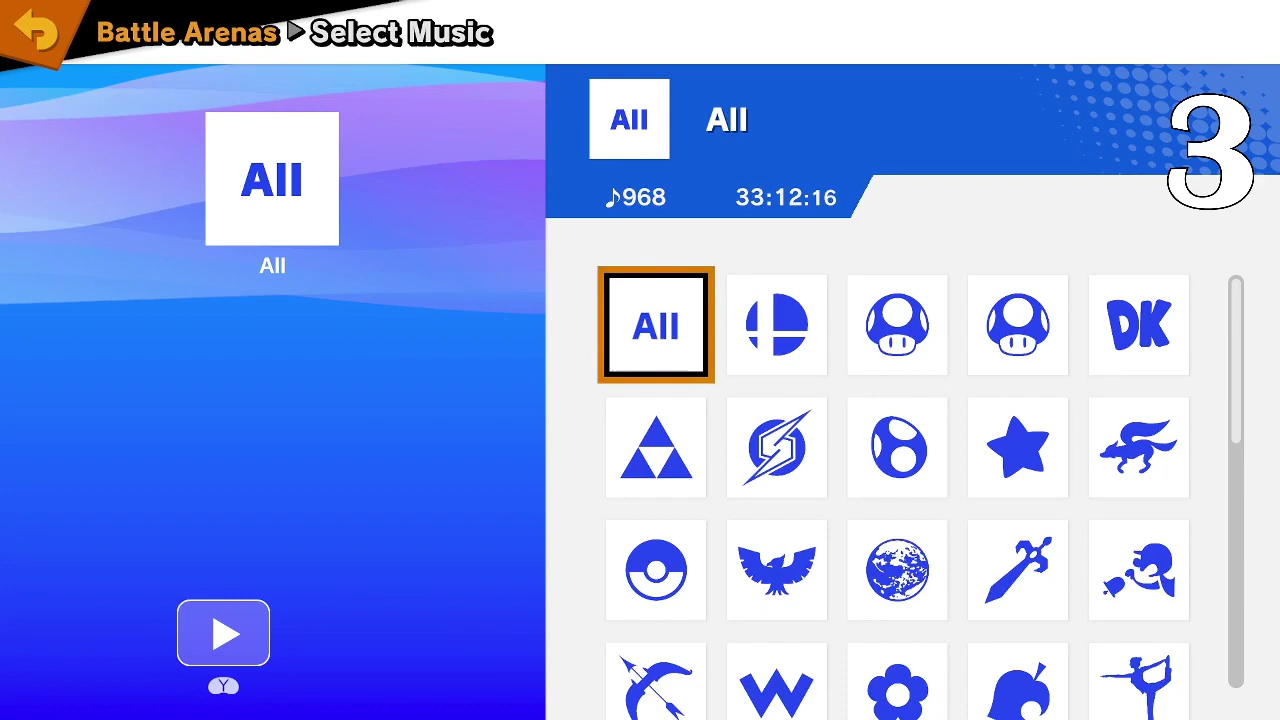 Battle Arenas ▶ Select Music
All
All
All
All
♪968 33:12:16
3
All
DK
W
Y